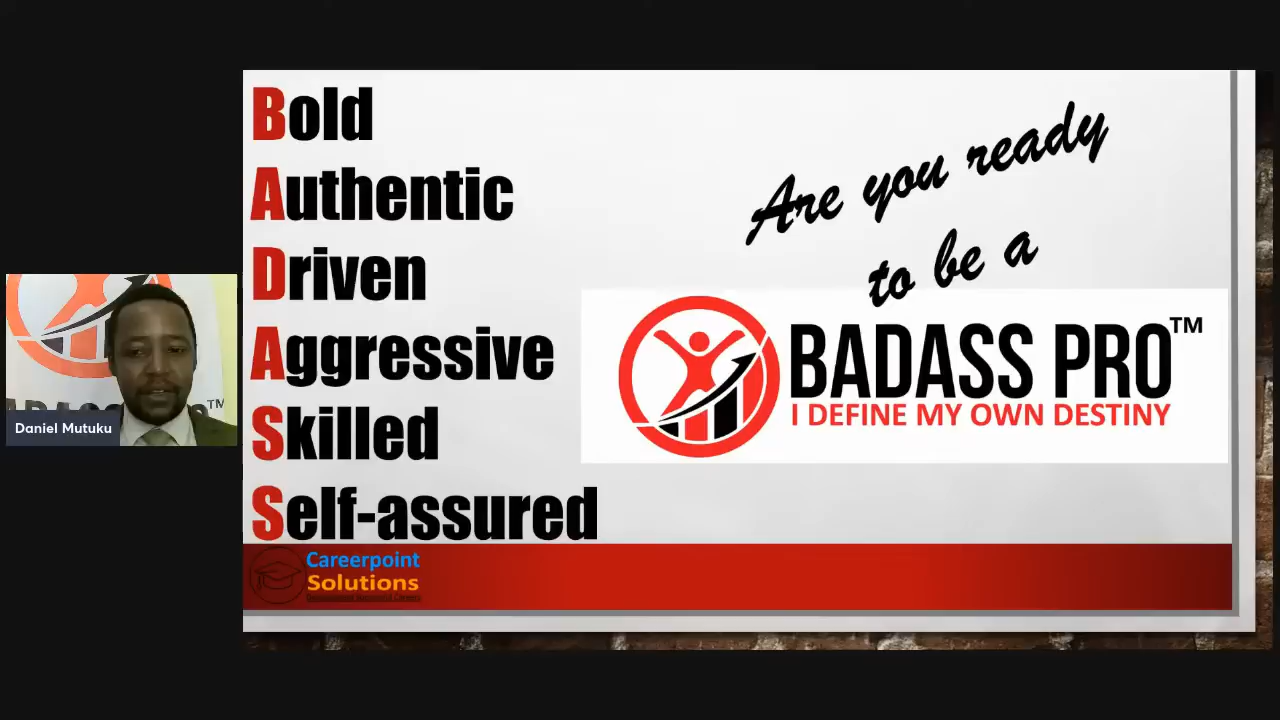 Bold
Authentic
Driven
Aggressive
Skilled
Self-assured
Are you ready
to be a
BADASS PRO™
I DEFINE MY OWN DESTINY
Careerpoint
Solutions
Daniel Mutuku